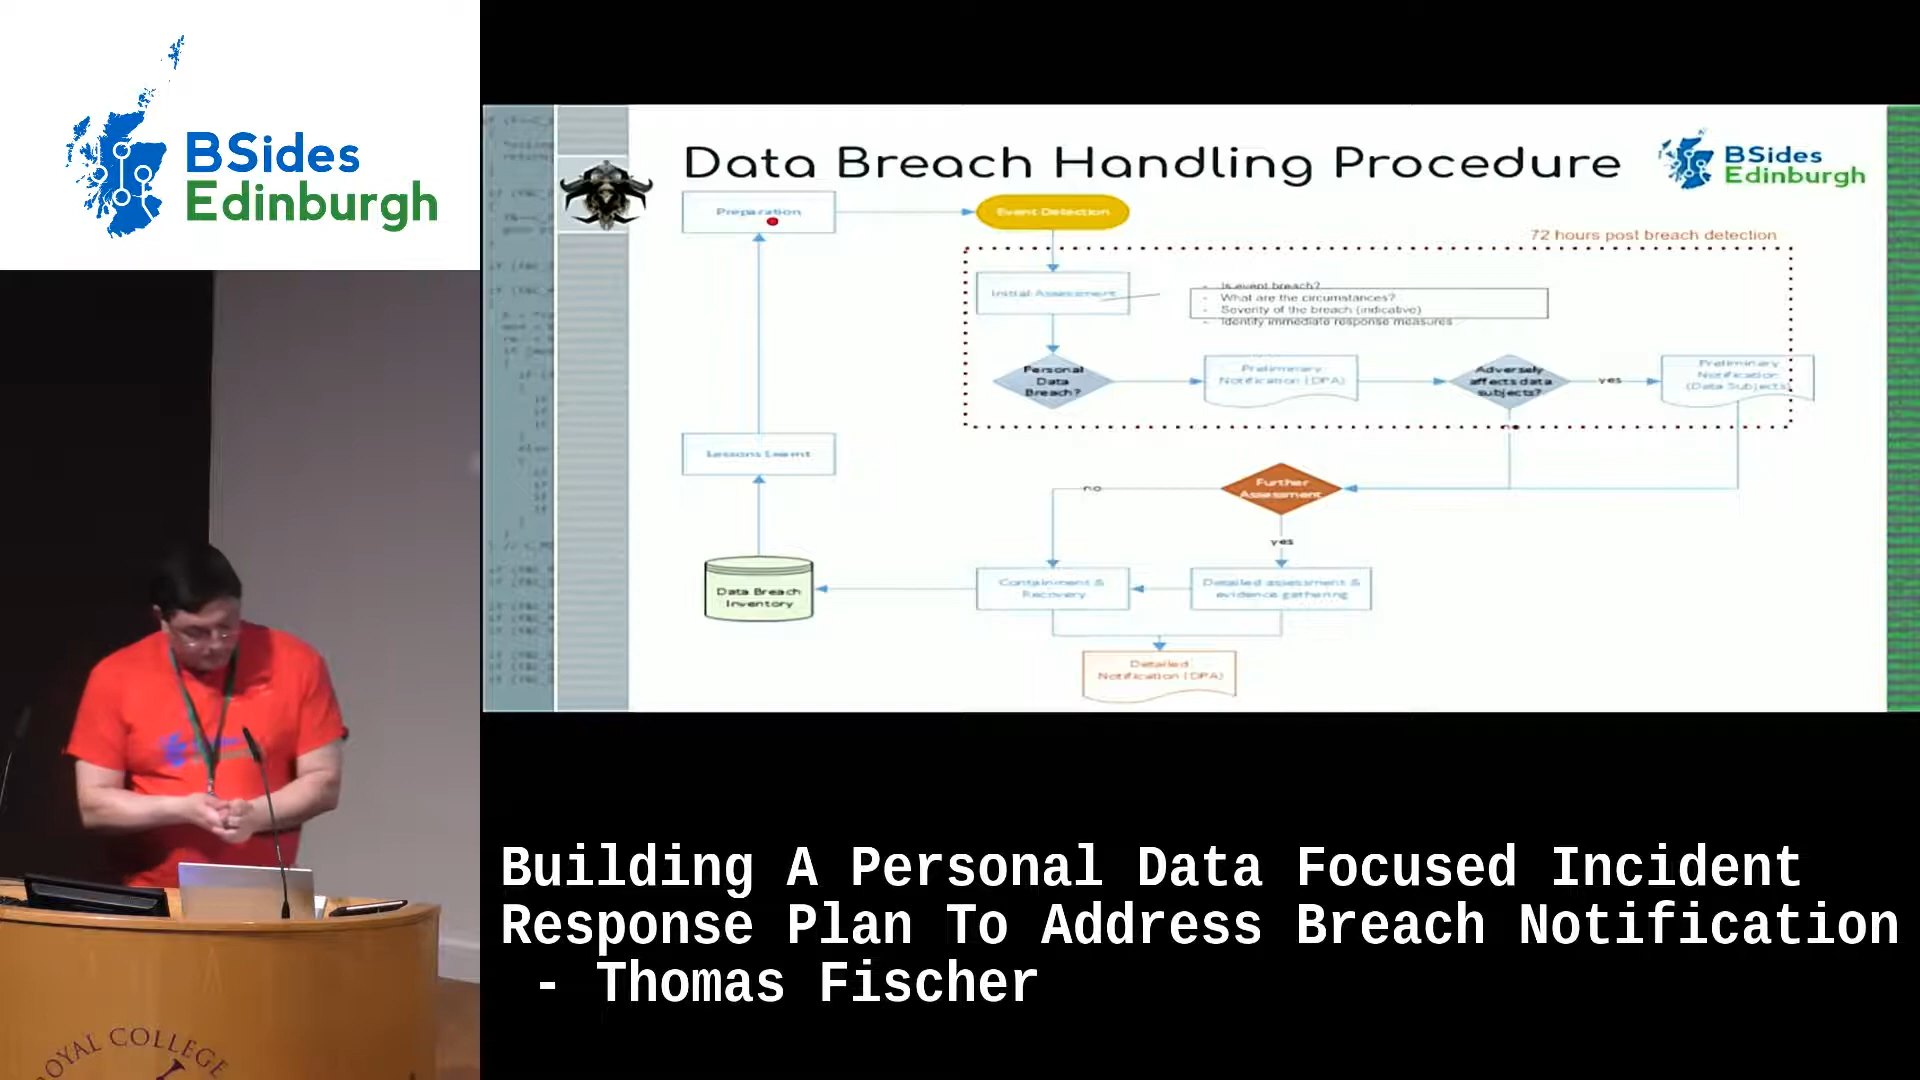 BSides
Edinburgh
Data Breach Handling Procedure
BSides
Edinburgh
Preparation
Event Detection
72 hours post breach detection
Initial Assessment
- Is event breach?
- What are the circumstances?
- Severity of the breach (indicative)
- Identify immediate response measures
Personal
Data
Breach?
Preliminary
Notification (DPA)
Adversely
affects data
subjects?
yes
Preliminary
Notification
(Data Subjects)
Lessons Learnt
Further
Assessment
no
yes
Data Breach
Inventory
Containment &
Recovery
Detailed assessment &
evidence gathering
Detailed
Notification (DPA)
Building A Personal Data Focused Incident
Response Plan To Address Breach Notification
- Thomas Fischer
ROYAL COLLEGE